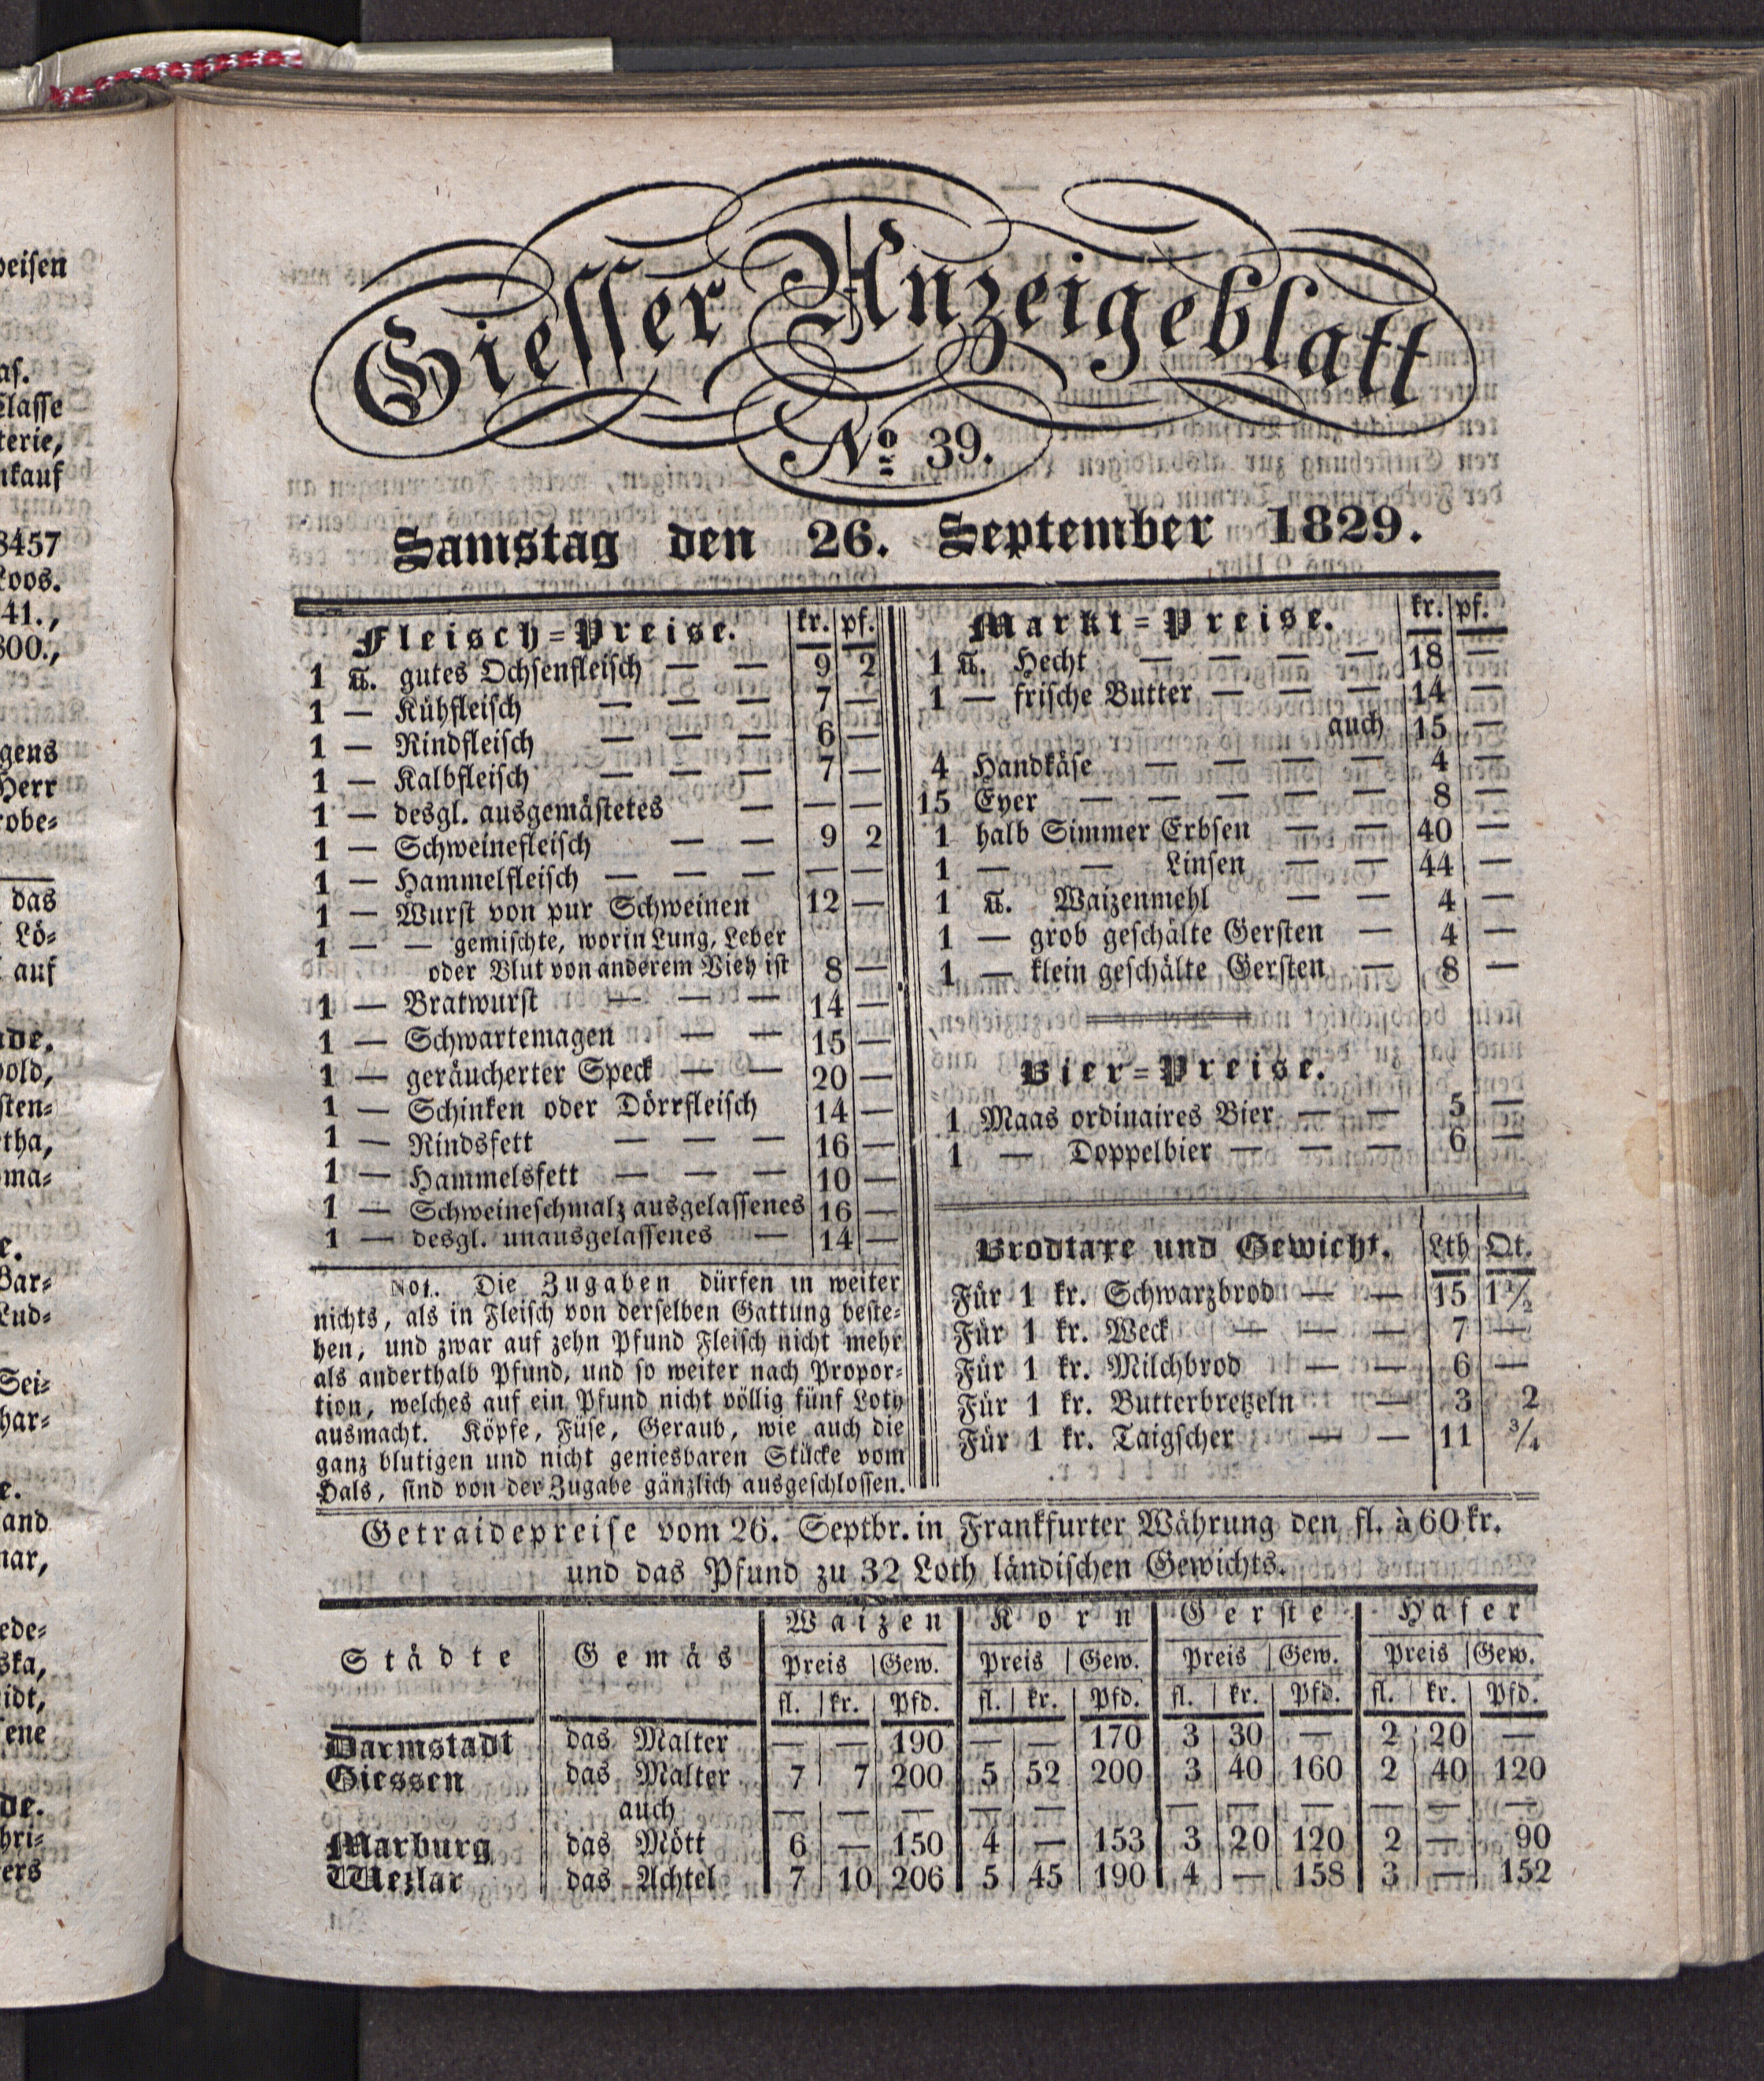 Giesser Anzeigeblatt
No 39.
Samstag den 26. September 1829.
Fleisch=Preise. kr. pf.
1 ℔. gutes Ochsenfleisch — — 9 2
1 — Kühfleisch — — — 7 —
1 — Rindfleisch — — — 6 —
1 — Kalbfleisch — — — 7 —
1 — desgl. ausgemästetes — — —
1 — Schweinefleisch — — 9 2
1 — Hammelfleisch — — — — —
1 — Wurst von pur Schweinen 12 —
1 — — gemischte, worin Lung, Leber
oder Blut von anderem Vieh ist 8 —
1 — Bratwurst — — — 14 —
1 — Schwartemagen — — 15 —
1 — geräucherter Speck — — 20 —
1 — Schinken oder Dörrfleisch 14 —
1 — Rindsfett — — — 16 —
1 — Hammelsfett — — — 10 —
1 — Schweineschmalz ausgelassenes 16 —
1 — desgl. unausgelassenes — 14 —
Not. Die Zugaben dürfen in weiter
nichts, als in Fleisch von derselben Gattung beste=
hen, und zwar auf zehn Pfund Fleisch nicht mehr
als anderthalb Pfund, und so weiter nach Propor=
tion, welches auf ein Pfund nicht völlig fünf Loth
ausmacht. Köpfe, Füse, Geraub, wie auch die
ganz blutigen und nicht geniesbaren Stücke vom
Hals, sind von der Zugabe gänzlich ausgeschlossen.
Markt=Preise. kr. pf.
1 ℔. Hecht — — — — 18 —
1 — frische Butter — — — 14 —
auch 15 —
4 Handkäse — — — — 4 —
15 Eyer — — — — — 8 —
1 halb Simmer Erbsen — — 40 —
1 — — Linsen — — 44 —
1 ℔. Waizenmehl — — 4 —
1 — grob geschälte Gersten — 4 —
1 — klein geschälte Gersten — 8 —
Bier=Preise.
1 Maas ordinaires Bier — — 5 —
1 — Doppelbier — — — 6 —
Brodtaxe und Gewicht. Lth Qt.
Für 1 kr. Schwarzbrod — — 15 1½
Für 1 kr. Weck — — — 7 —
Für 1 kr. Milchbrod — — 6 —
Für 1 kr. Butterbretzeln — 3 2
Für 1 kr. Taigscher — — 11 ¾
Getraidepreise vom 26. Septbr. in Frankfurter Währung den fl. à 60 kr.
und das Pfund zu 32 Loth ländischen Gewichts.
Städte Gemäs Waizen Korn Gerste Hafer
Preis Gew. Preis Gew. Preis Gew. Preis Gew.
fl. kr. Pfd. fl. kr. Pfd. fl. kr. Pfd. fl. kr. Pfd.
Darmstadt das Malter — — 190 — — 170 3 30 — 2 20 —
Giessen das Malter 7 7 200 5 52 200 3 40 160 2 40 120
auch — — — — — — — — — — —
Marburg das Mött 6 — 150 4 — 153 3 20 120 2 — 90
Wezlar das Achtel 7 10 206 5 45 190 4 — 158 3 — 152